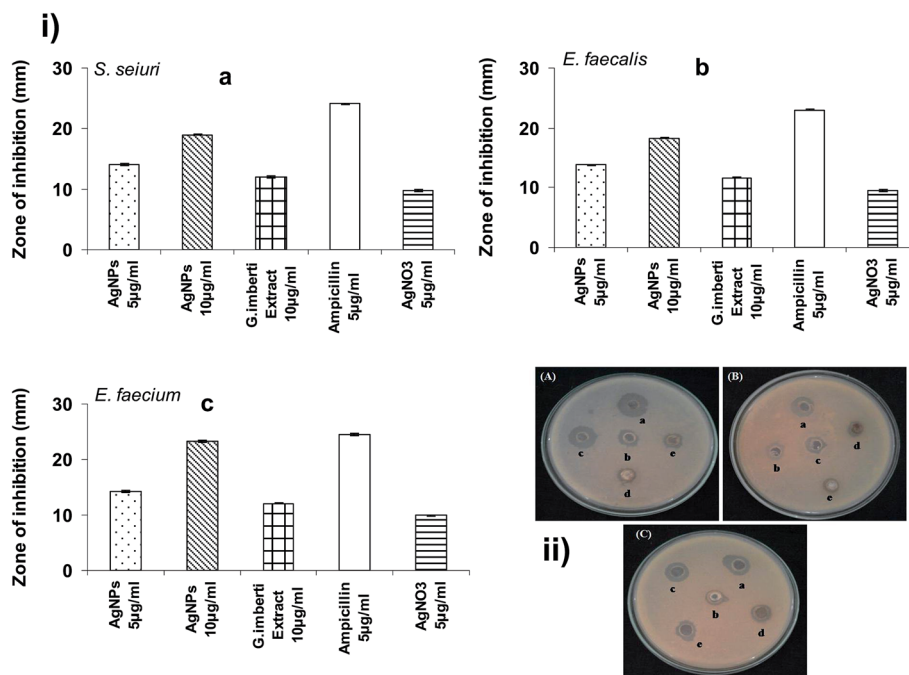 i)
S. seiuri
a
Zone of inhibition (mm)
30
20
10
0
AgNPs
5µg/ml
AgNPs
10µg/ml
G.imberti
Extract
10µg/ml
Ampicillin
5µg/ml
AgNO3
5µg/ml
E. faecalis
b
Zone of inhibition (mm)
30
20
10
0
AgNPs
5µg/ml
AgNPs
10µg/ml
G.imberti
Extract
10µg/ml
Ampicillin
5µg/ml
AgNO3
5µg/ml
E. faecium
c
Zone of inhibition (mm)
30
20
10
0
AgNPs
5µg/ml
AgNPs
10µg/ml
G.imberti
Extract
10µg/ml
Ampicillin
5µg/ml
AgNO3
5µg/ml
ii)
(A)
a
c
b
e
d
(B)
a
d
b
c
e
(C)
c
a
b
d
e